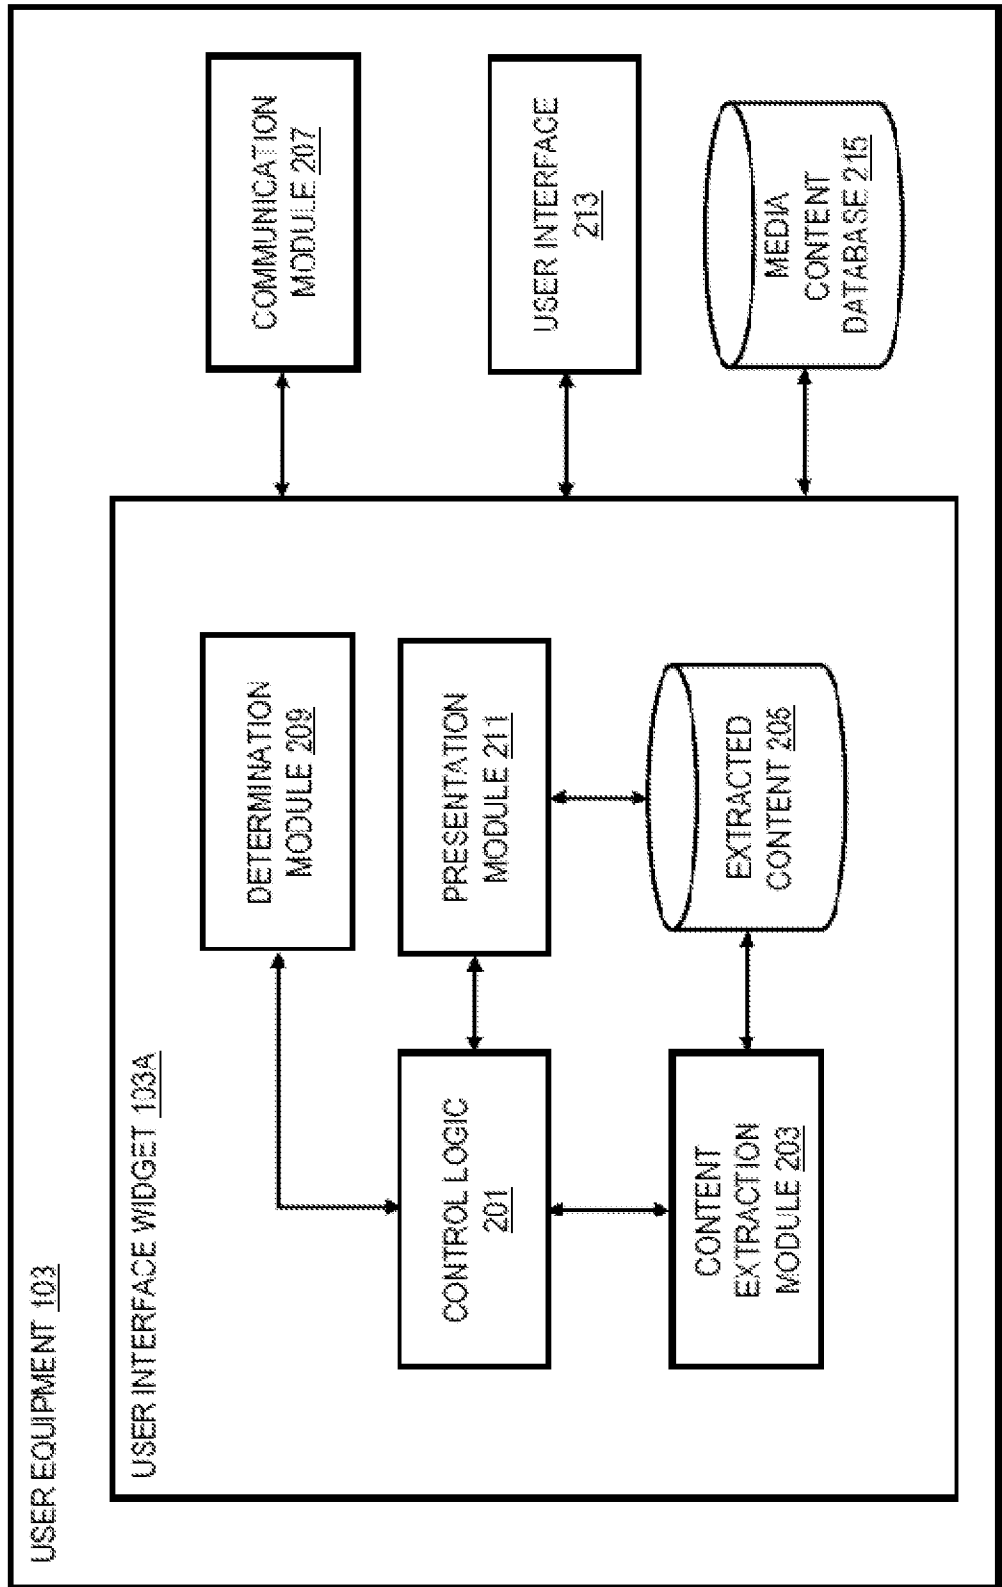 USER EQUIPMENT 103
USER INTERFACE WIDGET 103A
DETERMINATION
MODULE 209
COMMUNICATION
MODULE 207
CONTROL LOGIC
201
PRESENTATION
MODULE 211
USER INTERFACE
213
CONTENT
EXTRACTION
MODULE 203
EXTRACTED
CONTENT 205
MEDIA
CONTENT
DATABASE 215